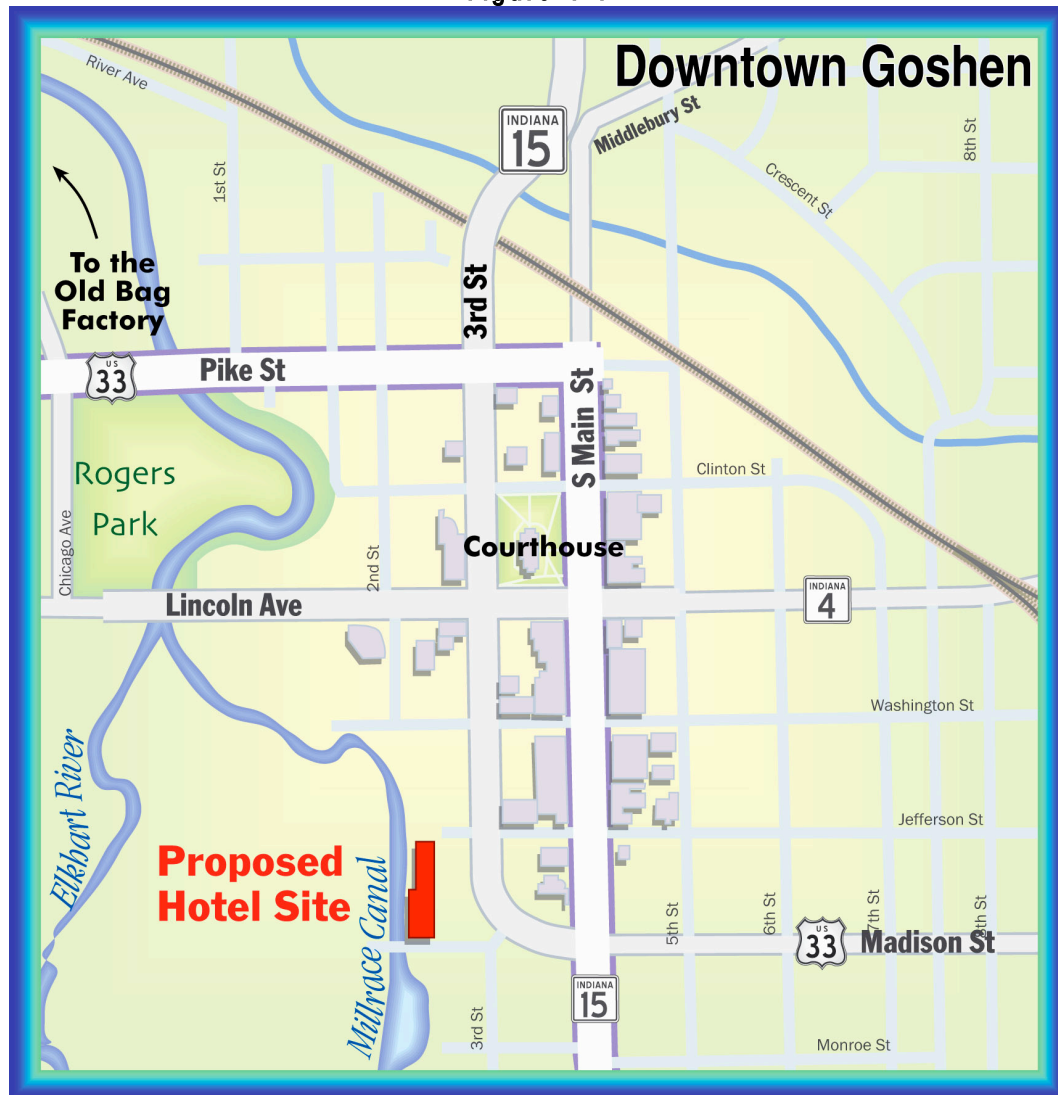 Downtown Goshen
River Ave
INDIANA
15
Middlebury St
8th St
1st St
Crescent St
To the
Old Bag
Factory
3rd St
US
33
Pike St
S Main St
Rogers
Park
Clinton St
Chicago Ave
2nd St
Courthouse
Lincoln Ave
INDIANA
4
Washington St
Elkhart River
Jefferson St
Proposed
Hotel Site
Millrace Canal
5th St
6th St
7th St
8th St
US
33
Madison St
INDIANA
15
3rd St
Monroe St